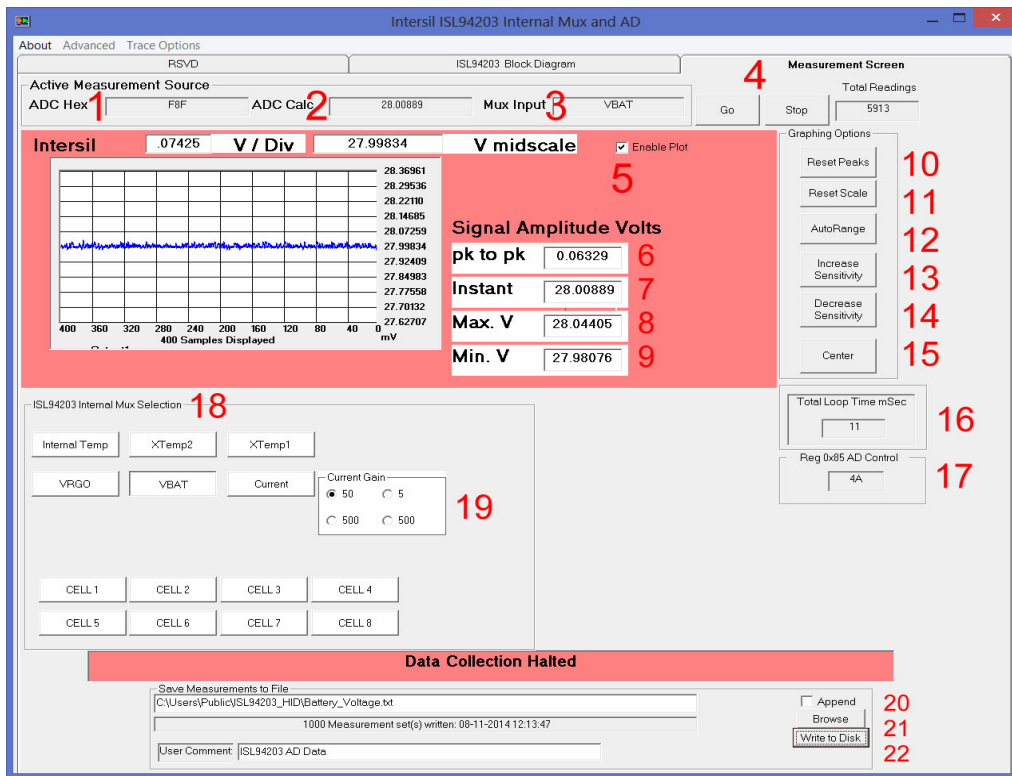 Intersil ISL94203 Internal Mux and AD
About Advanced Trace Options
RSVD ISL94203 Block Diagram Measurement Screen
Active Measurement Source
ADC Hex 1 F8F ADC Calc 2 28.00889 Mux Input 3 VBAT
4 Go Stop
Total Readings
5913
Intersil .07425 V / Div 27.99834 V midscale Enable Plot
5
28.36961
28.29536
28.22110
28.14685
28.07259
27.99834
27.92409
27.84983
27.77558
27.70132
27.62707
400 360 320 280 240 200 160 120 80 40 0 mV
400 Samples Displayed
Signal Amplitude Volts
pk to pk 0.06329 6
Instant 28.00889 7
Max. V 28.04405 8
Min. V 27.98076 9
Graphing Options
Reset Peaks 10
Reset Scale 11
AutoRange 12
Increase Sensitivity 13
Decrease Sensitivity 14
Center 15
Total Loop Time mSec
11 16
Reg 0x85 AD Control
4A 17
ISL94203 Internal Mux Selection 18
Internal Temp XTemp2 XTemp1
VRGO VBAT Current
Current Gain
50 5
500 500
19
CELL 1 CELL 2 CELL 3 CELL 4
CELL 5 CELL 6 CELL 7 CELL 8
Data Collection Halted
Save Measurements to File
C:\Users\Public\ISL94203_HID\Battery_Voltage.txt
1000 Measurement set(s) written: 08-11-2014 12:13:47
User Comment ISL94203 AD Data
Append 20
Browse 21
Write to Disk 22